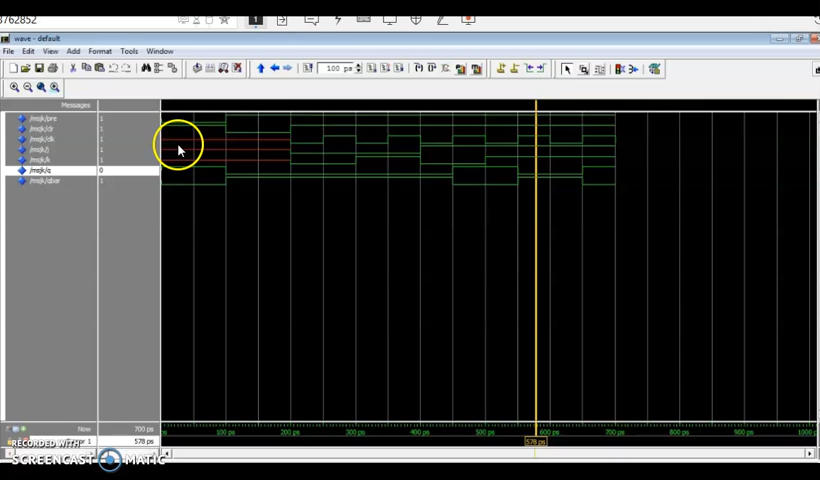 3762852
1
wave - default
File Edit View Add Format Tools Window
100 ps
Messages
/msjk/pre 1
/msjk/clr 1
/msjk/clk 1
/msjk/j 1
/msjk/k 1
/msjk/q 0
/msjk/qbar 1
Now 700 ps
100 ps 200 ps 300 ps 400 ps 500 ps 600 ps 700 ps 800 ps 900 ps 1000
Cursor 1 578 ps
578 ps
RECORDED WITH
SCREENCAST MATIC